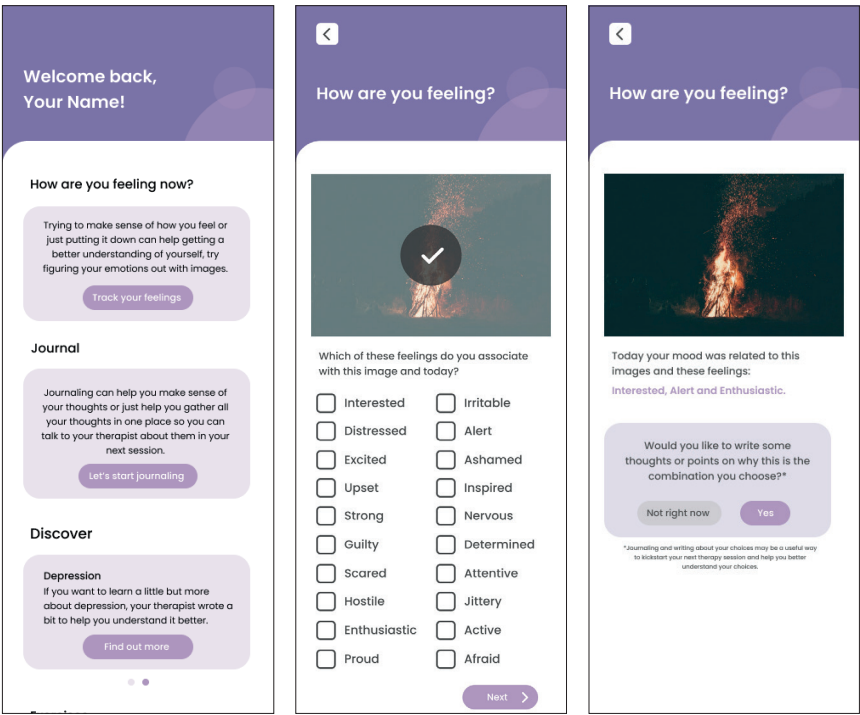 Welcome back,
Your Name!
How are you feeling now?
Trying to make sense of how you feel or
just putting it down can help getting a
better understanding of yourself, try
figuring your emotions out with images.
Track your feelings
Journal
Journaling can help you make sense of
your thoughts or just help you gather all
your thoughts in one place so you can
talk to your therapist about them in your
next session.
Let's start journaling
Discover
Depression
If you want to learn a little but more
about depression, your therapist wrote a
bit to help you understand it better.
Find out more
How are you feeling?
Which of these feelings do you associate
with this image and today?
Interested
Irritable
Distressed
Alert
Excited
Ashamed
Upset
Inspired
Strong
Nervous
Guilty
Determined
Scared
Attentive
Hostile
Jittery
Enthusiastic
Active
Proud
Afraid
Next
How are you feeling?
Today your mood was related to this
images and these feelings:
Interested, Alert and Enthusiastic.
Would you like to write some
thoughts or points on why this is the
combination you choose?*
Not right now
Yes
*Journaling and writing about your choices may be a useful way
to kickstart your next therapy session and help you better
understand your choices.